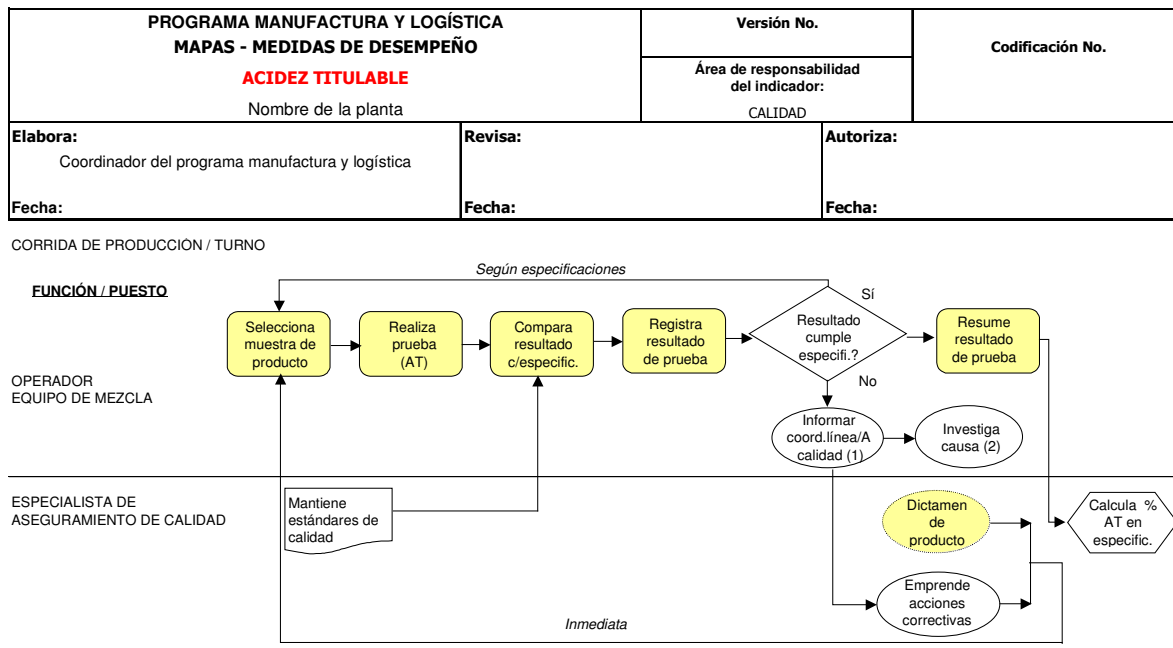 PROGRAMA MANUFACTURA Y LOGÍSTICA
MAPAS - MEDIDAS DE DESEMPEÑO
ACIDEZ TITULABLE
Nombre de la planta
Versión No.
Área de responsabilidad
del indicador:
CALIDAD
Codificación No.
Elabora:
Coordinador del programa manufactura y logística
Fecha:
Revisa:
Fecha:
Autoriza:
Fecha:
CORRIDA DE PRODUCCIÓN / TURNO
Según especificaciones
FUNCIÓN / PUESTO
Selecciona
muestra de
producto
Realiza
prueba
(AT)
Compara
resultado
c/especific.
Registra
resultado
de prueba
Resultado
cumple
especifi.?
Sí
No
Resume
resultado
de prueba
OPERADOR
EQUIPO DE MEZCLA
Informar
coord.línea/A
calidad (1)
Investiga
causa (2)
ESPECIALISTA DE
ASEGURAMIENTO DE CALIDAD
Mantiene
estándares de
calidad
Dictamen
de
producto
Calcula %
AT en
especific.
Emprende
acciones
correctivas
Inmediata